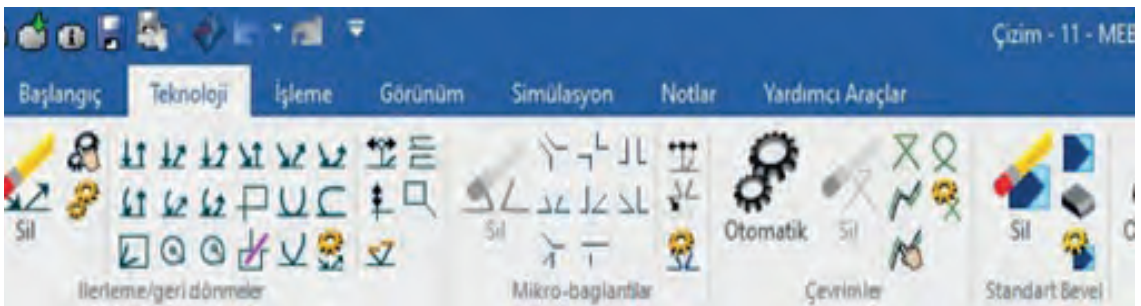 Çizim - 11 - MEB
Başlangıç Teknoloji İşleme Görünüm Simülasyon Notlar Yardımcı Araçlar
Sil Sil Otomatik Sil Sil
İlerleme/geri dönmeler Mikro-baglantilar Çevrimler Standart Bevel